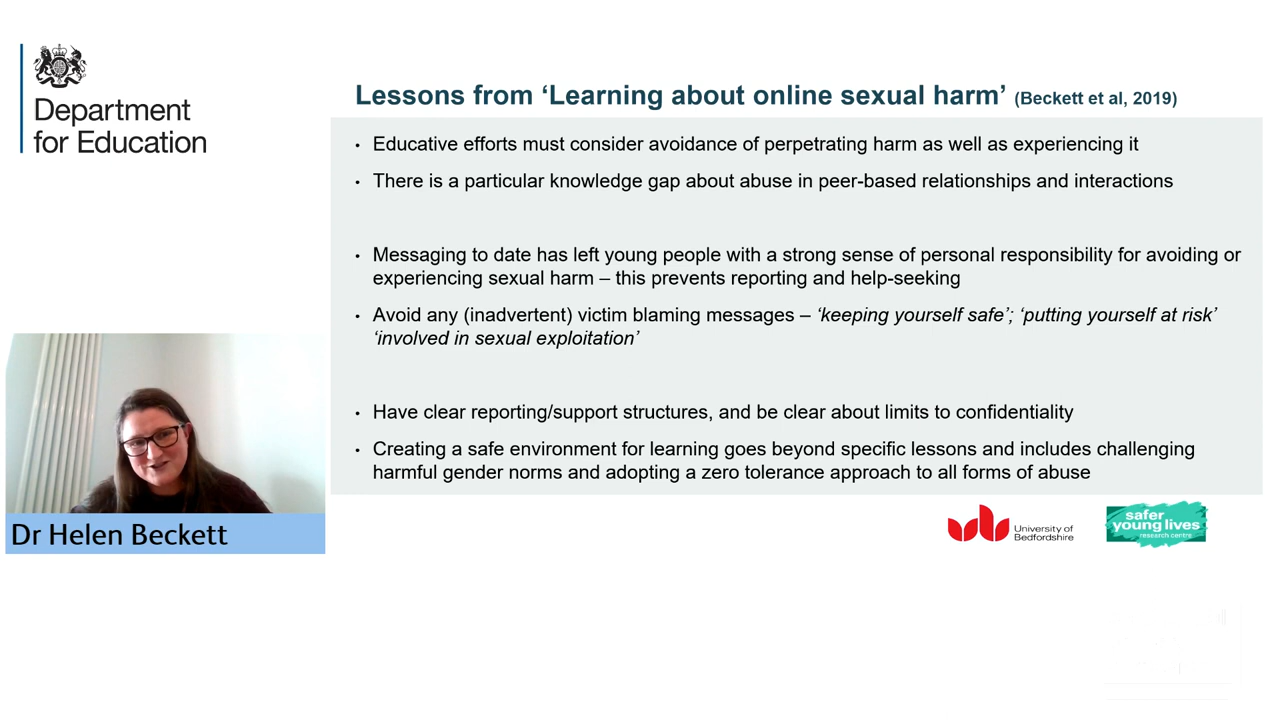 Department
for Education
Lessons from ‘Learning about online sexual harm’ (Beckett et al, 2019)
• Educative efforts must consider avoidance of perpetrating harm as well as experiencing it
• There is a particular knowledge gap about abuse in peer-based relationships and interactions
• Messaging to date has left young people with a strong sense of personal responsibility for avoiding or
experiencing sexual harm – this prevents reporting and help-seeking
• Avoid any (inadvertent) victim blaming messages – ‘keeping yourself safe’; ‘putting yourself at risk’
‘involved in sexual exploitation’
• Have clear reporting/support structures, and be clear about limits to confidentiality
• Creating a safe environment for learning goes beyond specific lessons and includes challenging
harmful gender norms and adopting a zero tolerance approach to all forms of abuse
Dr Helen Beckett
University of
Bedfordshire
safer
young lives
research centre